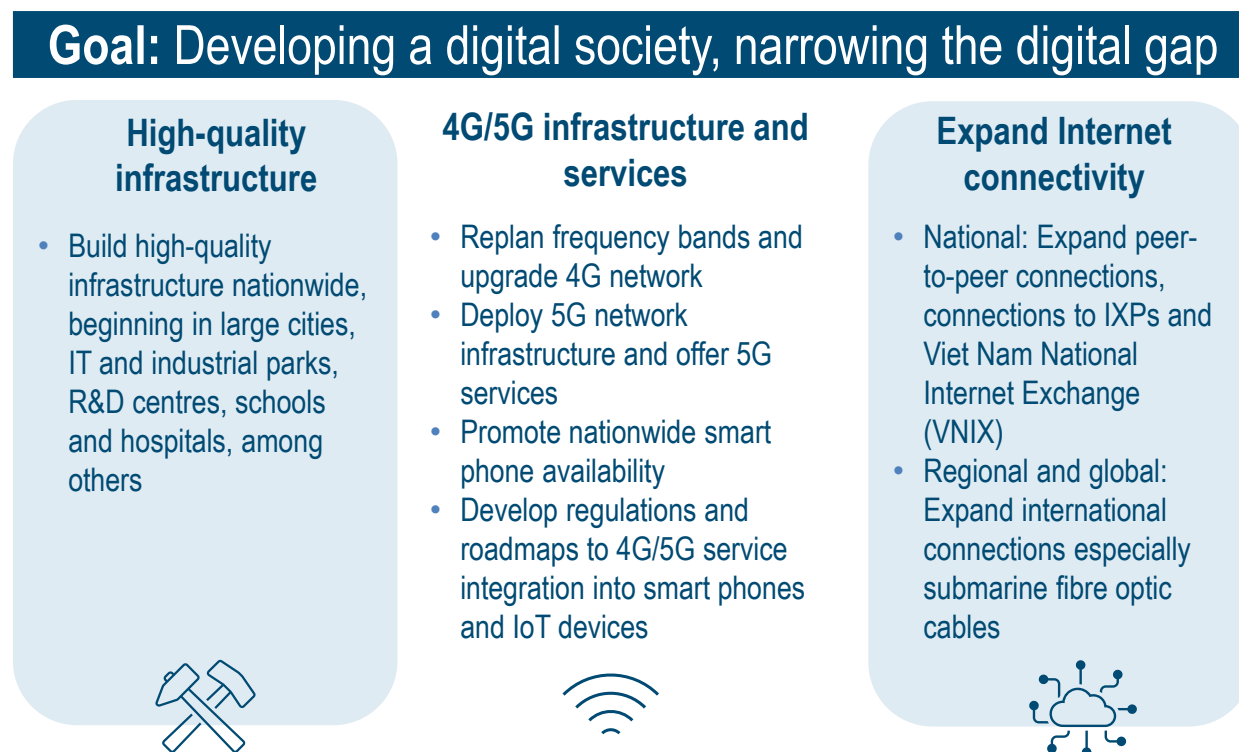 Goal: Developing a digital society, narrowing the digital gap
High-quality
infrastructure
• Build high-quality
infrastructure nationwide,
beginning in large cities,
IT and industrial parks,
R&D centres, schools
and hospitals, among
others
4G/5G infrastructure and
services
• Replan frequency bands and
upgrade 4G network
• Deploy 5G network
infrastructure and offer 5G
services
• Promote nationwide smart
phone availability
• Develop regulations and
roadmaps to 4G/5G service
integration into smart phones
and IoT devices
Expand Internet
connectivity
• National: Expand peer-
to-peer connections,
connections to IXPs and
Viet Nam National
Internet Exchange
(VNIX)
• Regional and global:
Expand international
connections especially
submarine fibre optic
cables